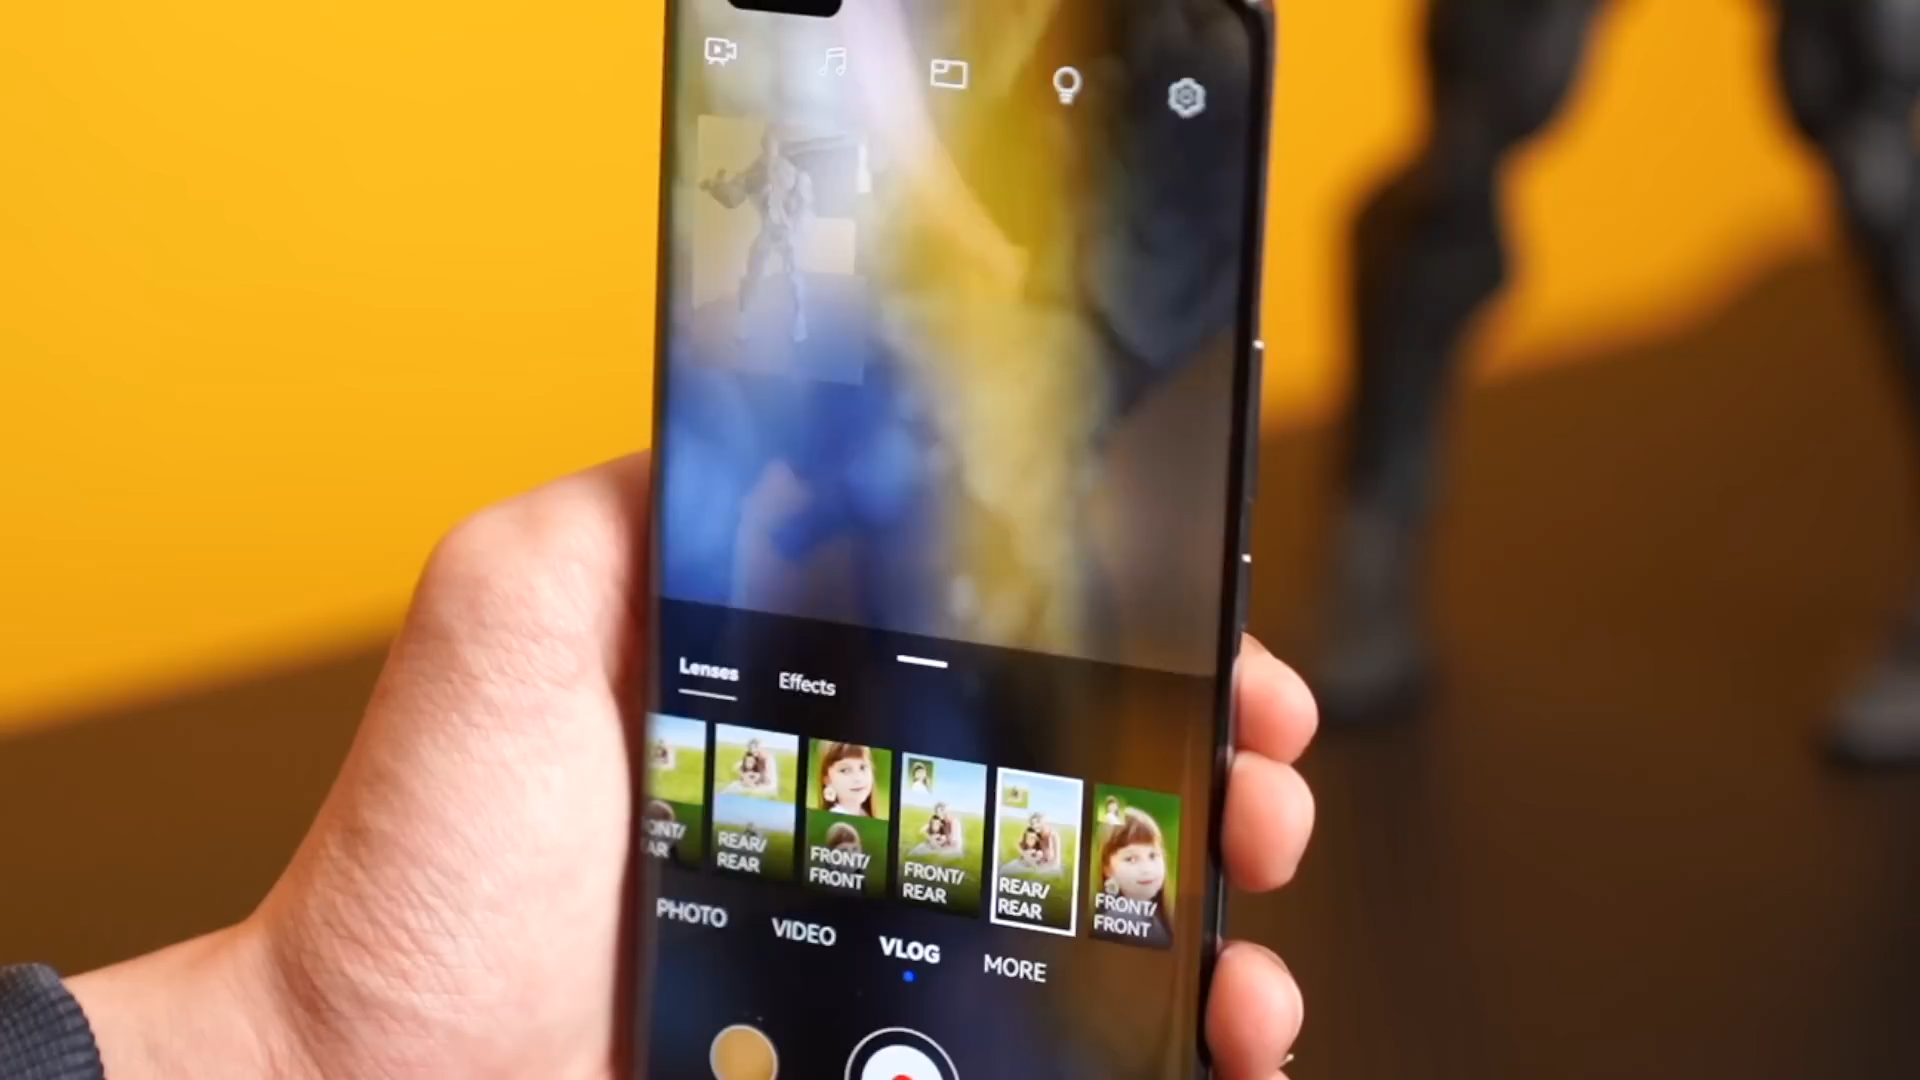 Lenses
Effects
REAR/
REAR
FRONT/
FRONT
FRONT/
REAR
REAR/
REAR
FRONT/
FRONT
PHOTO
VIDEO
VLOG
MORE